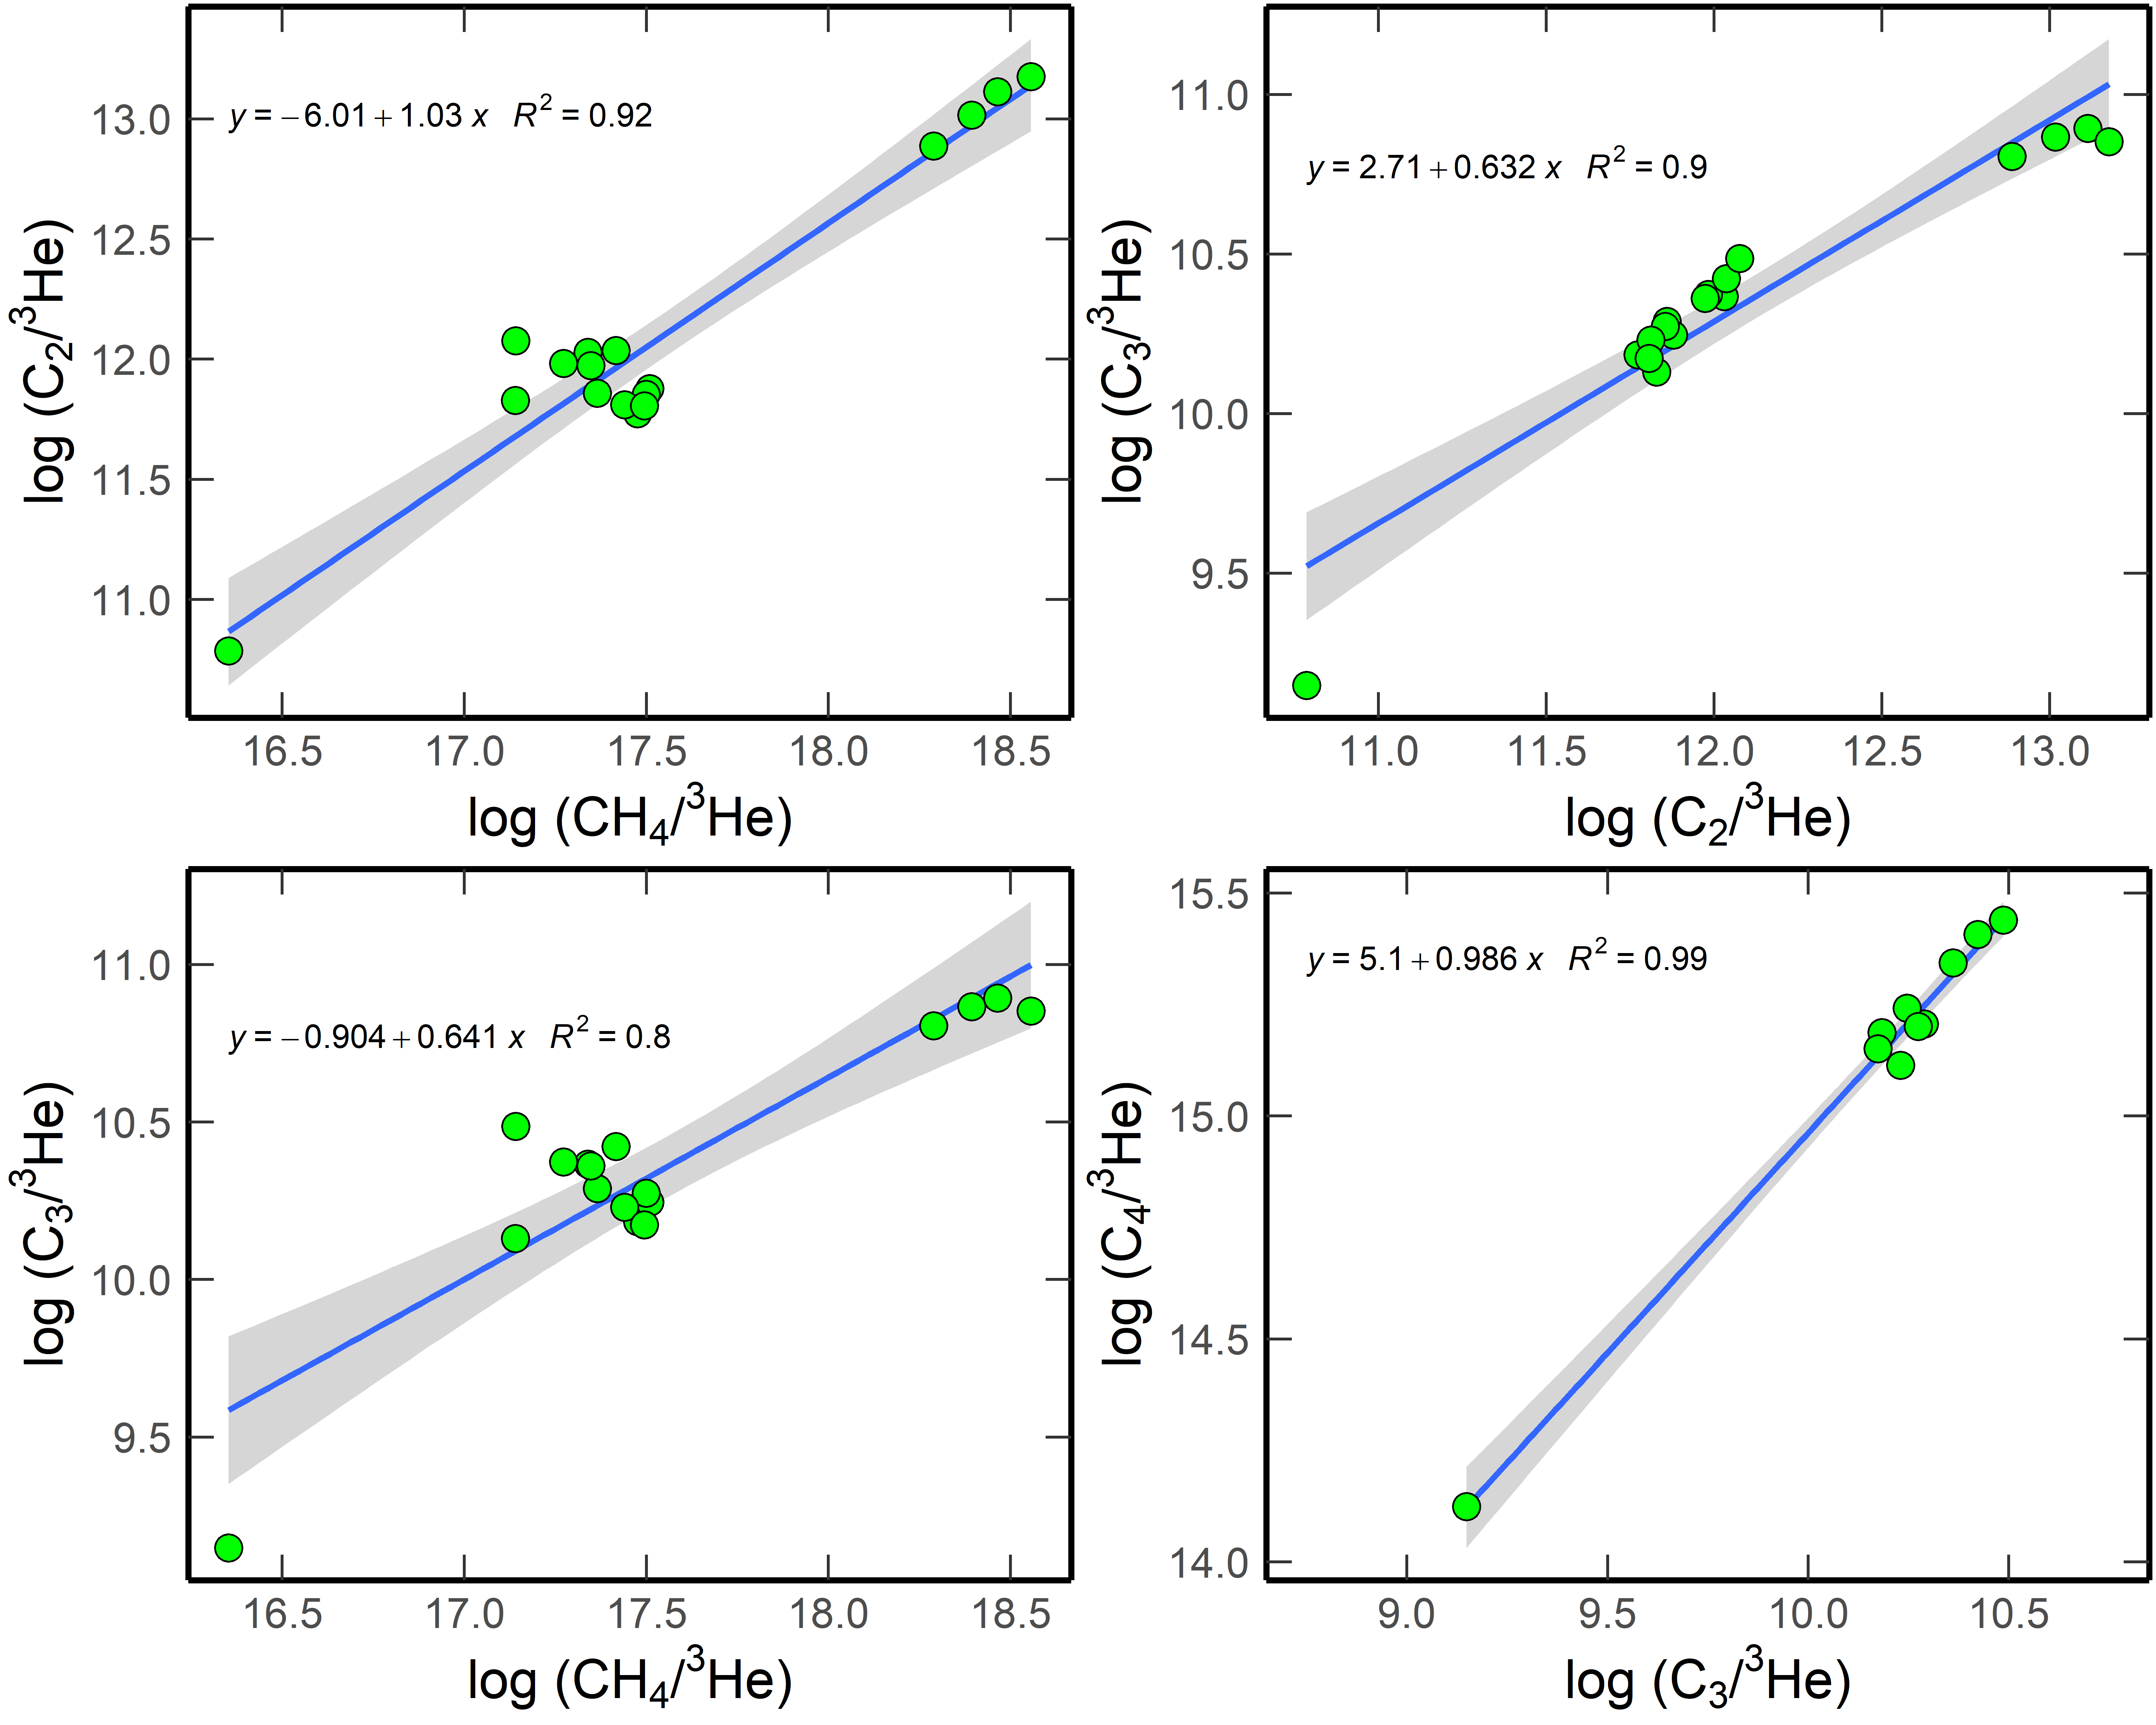 y = −6.01 + 1.03 x R² = 0.92
13.0
12.5
12.0
11.5
11.0
log (C₂/³He)
16.5 17.0 17.5 18.0 18.5
log (CH₄/³He)
y = 2.71 + 0.632 x R² = 0.9
11.0
10.5
10.0
9.5
log (C₃/³He)
11.0 11.5 12.0 12.5 13.0
log (C₂/³He)
y = −0.904 + 0.641 x R² = 0.8
11.0
10.5
10.0
9.5
log (C₃/³He)
16.5 17.0 17.5 18.0 18.5
log (CH₄/³He)
y = 5.1 + 0.986 x R² = 0.99
15.5
15.0
14.5
14.0
log (C₄/³He)
9.0 9.5 10.0 10.5
log (C₃/³He)